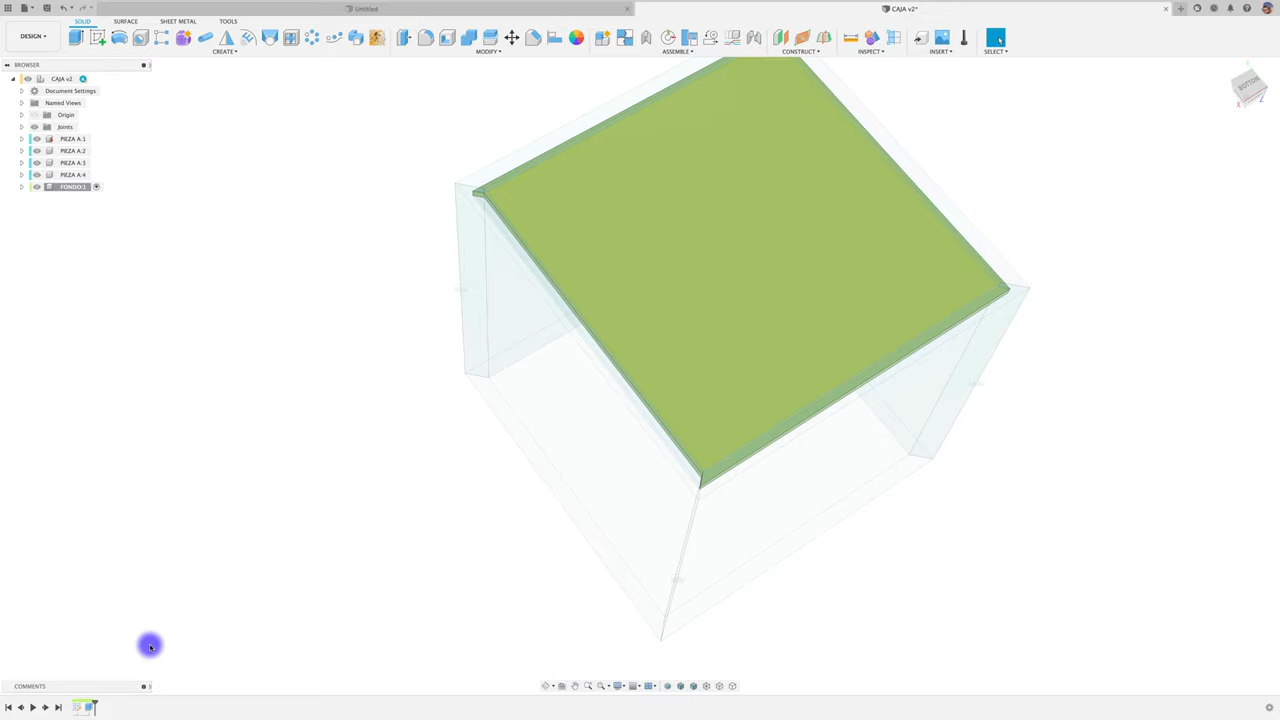 Untitled
CAJA v2*
DESIGN
SOLID
SURFACE
SHEET METAL
TOOLS
CREATE
MODIFY
ASSEMBLE
CONSTRUCT
INSPECT
INSERT
SELECT
BROWSER
CAJA v2
Document Settings
Named Views
Origin
Joints
PIEZA A:1
PIEZA A:2
PIEZA A:3
PIEZA A:4
FONDO:1
BOTTOM
X
Z
COMMENTS